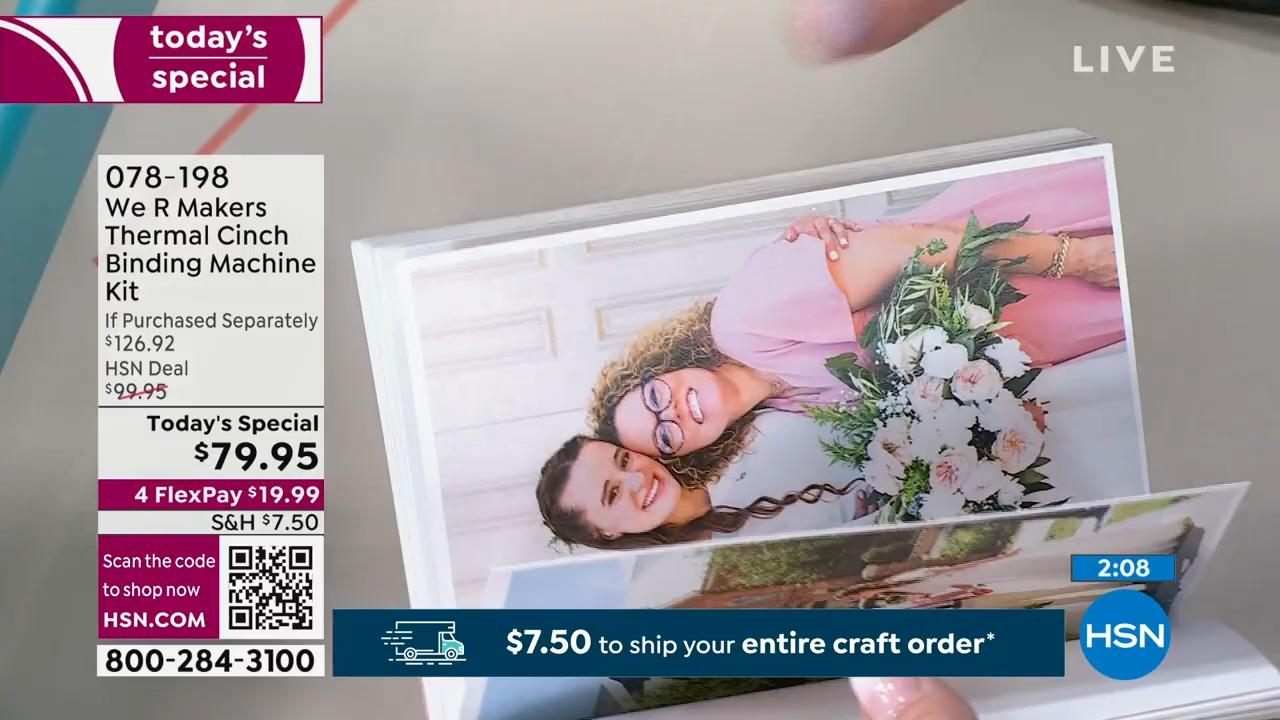 today's
special
LIVE
078-198
We R Makers
Thermal Cinch
Binding Machine
Kit
If Purchased Separately
$126.92
HSN Deal
$99.95
Today's Special
$79.95
4 FlexPay $19.99
S&H $7.50
Scan the code
to shop now
HSN.COM
800-284-3100
$7.50 to ship your entire craft order*
2:08
HSN